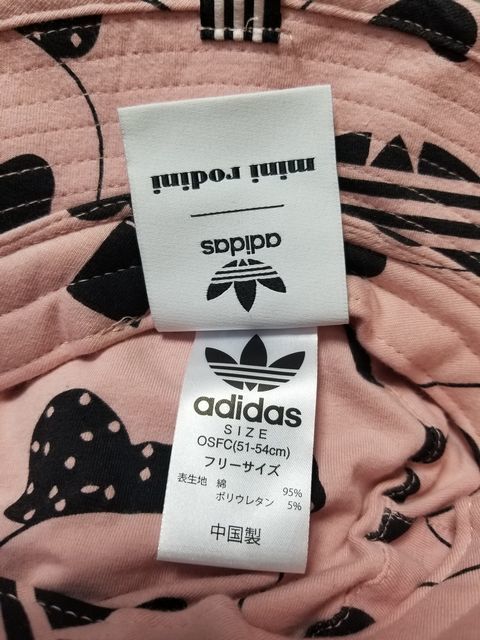 mini rodini
adidas
adidas
SIZE
OSFC(51-54cm)
フリーサイズ
表生地 綿 95%
ポリウレタン 5%
中国製